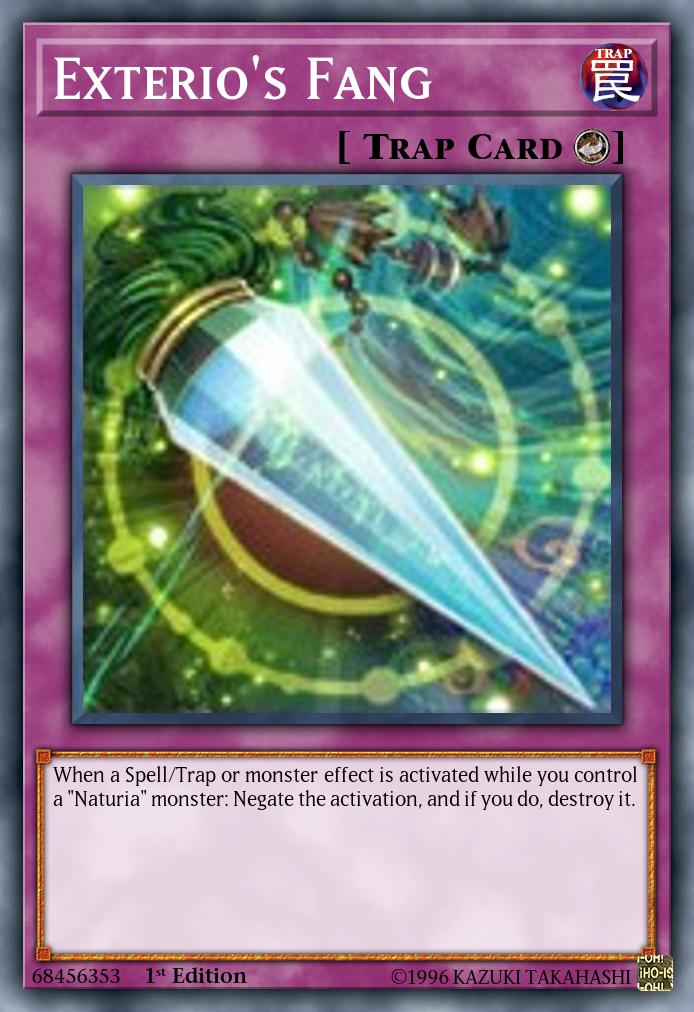 Exterio's Fang
TRAP
罠
[ Trap Card ]
When a Spell/Trap or monster effect is activated while you control
a "Naturia" monster: Negate the activation, and if you do, destroy it.
68456353 1st Edition ©1996 KAZUKI TAKAHASHI